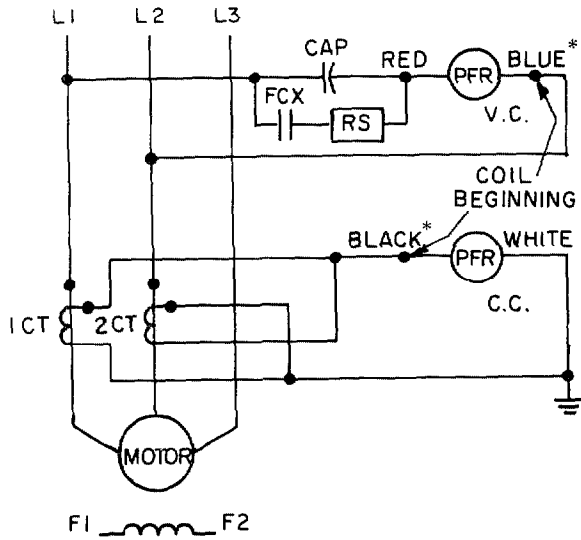 L1 L2 L3
CAP
RED
PFR
BLUE*
FCX
RS
V.C.
COIL
BEGINNING
BLACK*
PFR
WHITE
C.C.
1CT
2CT
MOTOR
F1
F2